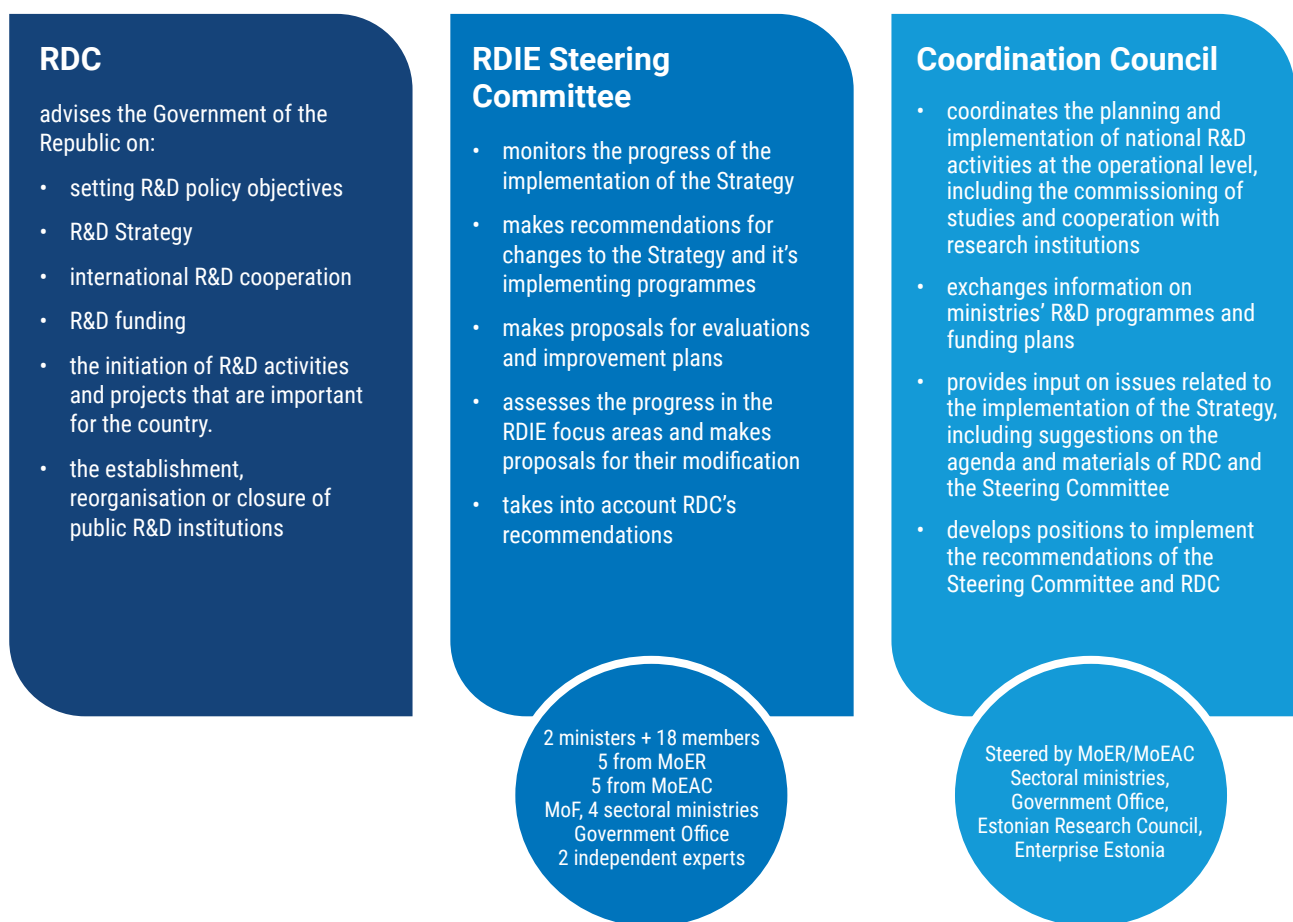 RDC
advises the Government of the
Republic on:
• setting R&D policy objectives
• R&D Strategy
• international R&D cooperation
• R&D funding
• the initiation of R&D activities
and projects that are important
for the country.
• the establishment,
reorganisation or closure of
public R&D institutions
RDIE Steering
Committee
• monitors the progress of the
implementation of the Strategy
• makes recommendations for
changes to the Strategy and it's
implementing programmes
• makes proposals for evaluations
and improvement plans
• assesses the progress in the
RDIE focus areas and makes
proposals for their modification
• takes into account RDC's
recommendations
2 ministers + 18 members
5 from MoER
5 from MoEAC
MoF, 4 sectoral ministries
Government Office
2 independent experts
Coordination Council
• coordinates the planning and
implementation of national R&D
activities at the operational level,
including the commissioning of
studies and cooperation with
research institutions
• exchanges information on
ministries' R&D programmes and
funding plans
• provides input on issues related to
the implementation of the Strategy,
including suggestions on the
agenda and materials of RDC and
the Steering Committee
• develops positions to implement
the recommendations of the
Steering Committee and RDC
Steered by MoER/MoEAC
Sectoral ministries,
Government Office,
Estonian Research Council,
Enterprise Estonia